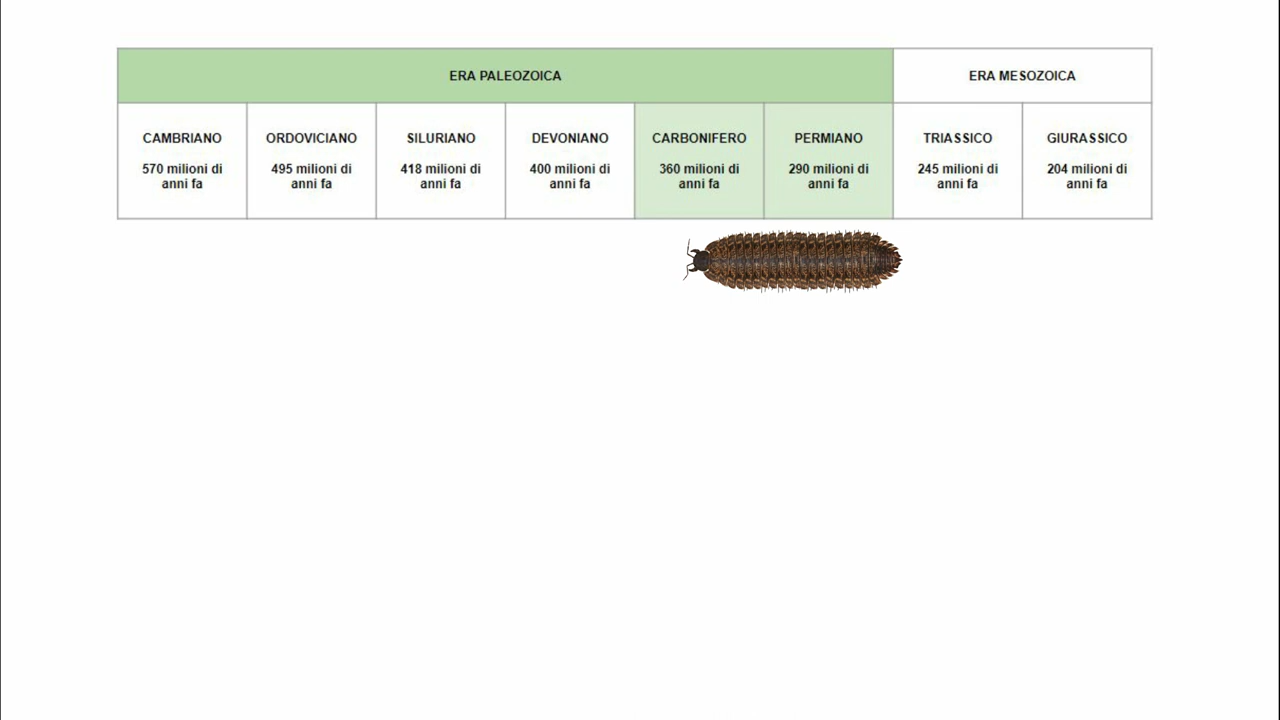 ERA PALEOZOICA
ERA MESOZOICA
CAMBRIANO
570 milioni di
anni fa
ORDOVICIANO
495 milioni di
anni fa
SILURIANO
418 milioni di
anni fa
DEVONIANO
400 milioni di
anni fa
CARBONIFERO
360 milioni di
anni fa
PERMIANO
290 milioni di
anni fa
TRIASSICO
245 milioni di
anni fa
GIURASSICO
204 milioni di
anni fa